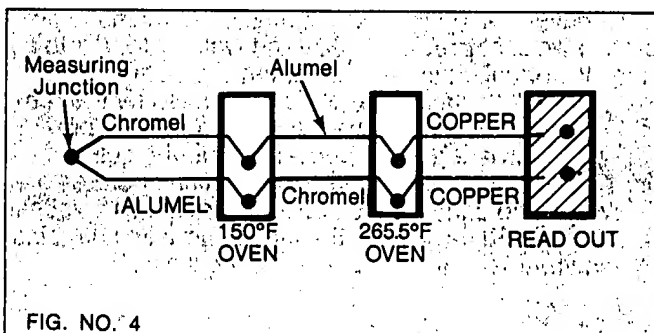 Measuring
Junction
Alumel
Chromel
COPPER
ALUMEL
Chromel
COPPER
150°F
OVEN
265.5°F
OVEN
READ OUT
FIG. NO. 4